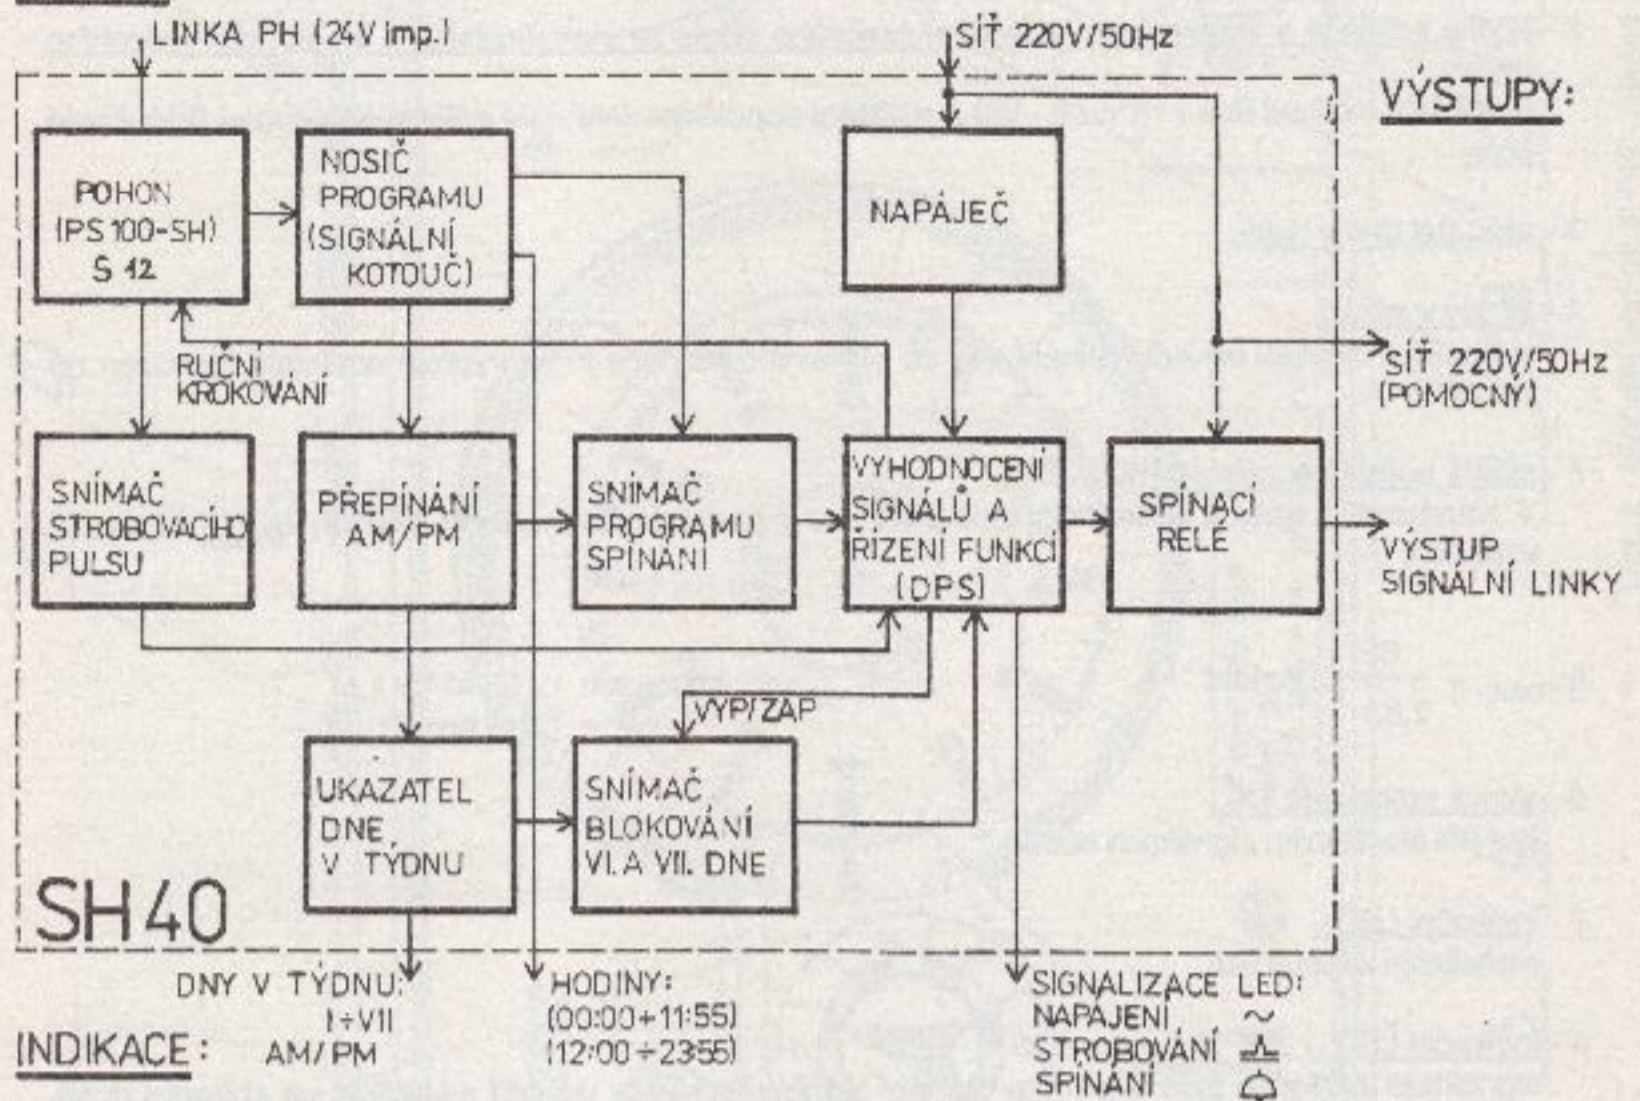 LINKA PH (24V imp.)
SÍŤ 220V/50Hz
VÝSTUPY:
POHON
(PS 100-SH)
S 12
NOSIČ
PROGRAMU
(SIGNÁLNÍ
KOTOUČ)
NAPÁJEČ
RUČNÍ
KROKOVÁNÍ
SÍŤ 220V/50Hz
(POMOCNÝ)
SNÍMAČ
STROBOVACÍHO
PULSU
PŘEPÍNÁNÍ
AM/PM
SNÍMAČ
PROGRAMU
SPÍNÁNÍ
VYHODNOCENÍ
SIGNÁLŮ A
ŘÍZENÍ FUNKCÍ
(DPS)
SPÍNACÍ
RELÉ
VÝSTUP
SIGNÁLNÍ LINKY
VYP/ZAP
UKAZATEL
DNE
V TÝDNU
SNÍMAČ
BLOKOVÁNÍ
VI. A VII. DNE
SH40
DNY V TÝDNU:
I÷VII
AM/PM
HODINY:
(00:00÷11:55)
(12:00÷23:55)
SIGNALIZACE LED:
NAPÁJENÍ ~
STROBOVÁNÍ
SPÍNÁNÍ
INDIKACE: